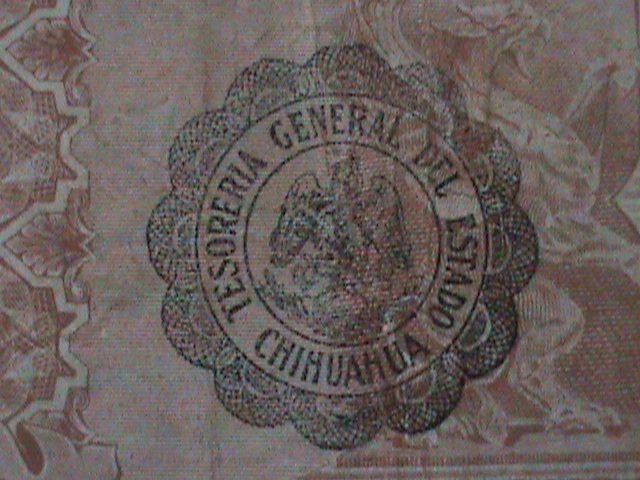 TESORERIA GENERAL DEL ESTADO
CHIHUAHUA